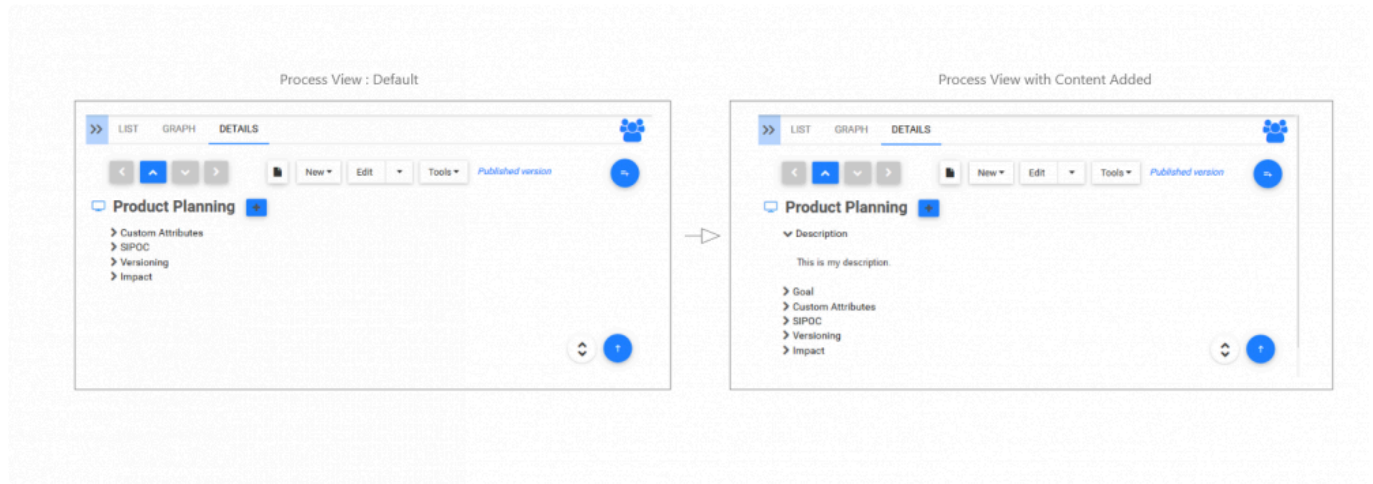 Process View : Default
LIST GRAPH DETAILS
New Edit Tools Published version
Product Planning
Custom Attributes
SIPOC
Versioning
Impact
Process View with Content Added
LIST GRAPH DETAILS
New Edit Tools Published version
Product Planning
Description
This is my description.
Goal
Custom Attributes
SIPOC
Versioning
Impact